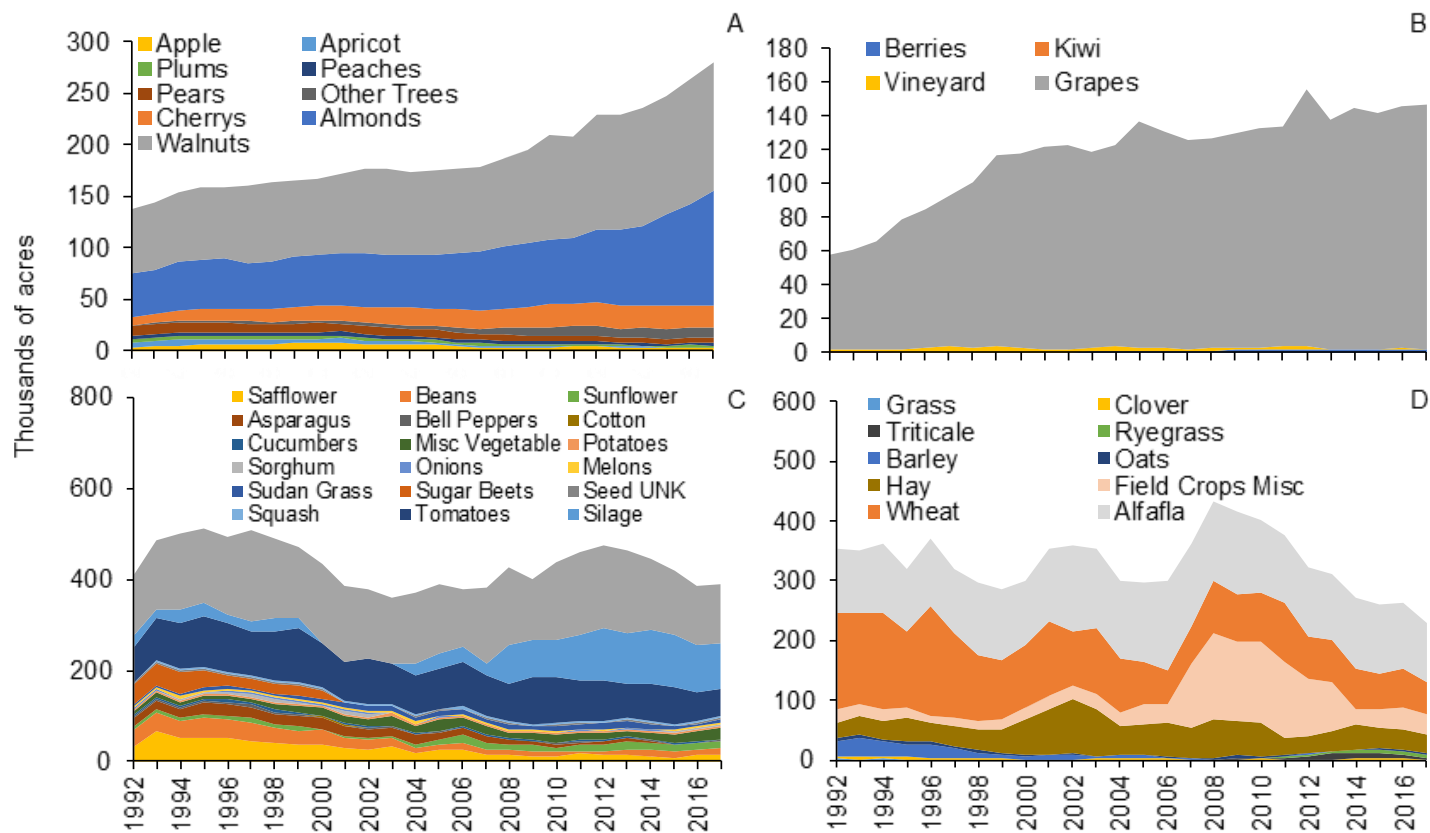 Thousands of acres
A
300
250
200
150
100
50
0
Apple Apricot
Plums Peaches
Pears Other Trees
Cherrys Almonds
Walnuts
B
180
160
140
120
100
80
60
40
20
0
Berries Kiwi
Vineyard Grapes
C
800
600
400
200
0
Safflower Beans Sunflower
Asparagus Bell Peppers Cotton
Cucumbers Misc Vegetable Potatoes
Sorghum Onions Melons
Sudan Grass Sugar Beets Seed UNK
Squash Tomatoes Silage
1992 1994 1996 1998 2000 2002 2004 2006 2008 2010 2012 2014 2016
D
600
500
400
300
200
100
0
Grass Clover
Triticale Ryegrass
Barley Oats
Hay Field Crops Misc
Wheat Alfafla
1992 1994 1996 1998 2000 2002 2004 2006 2008 2010 2012 2014 2016